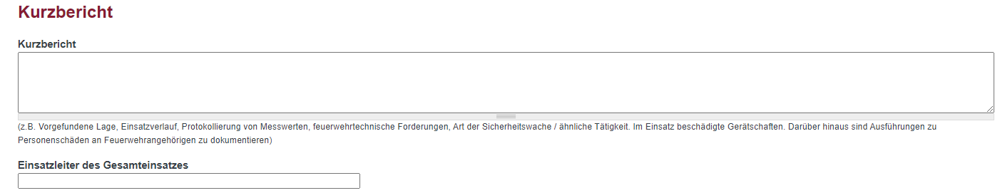 Kurzbericht
Kurzbericht
(z.B. Vorgefundene Lage, Einsatzverlauf, Protokollierung von Messwerten, feuerwehrtechnische Forderungen, Art der Sicherheitswache / ähnliche Tätigkeit. Im Einsatz beschädigte Gerätschaften. Darüber hinaus sind Ausführungen zu
Personenschäden an Feuerwehrangehörigen zu dokumentieren)
Einsatzleiter des Gesamteinsatzes